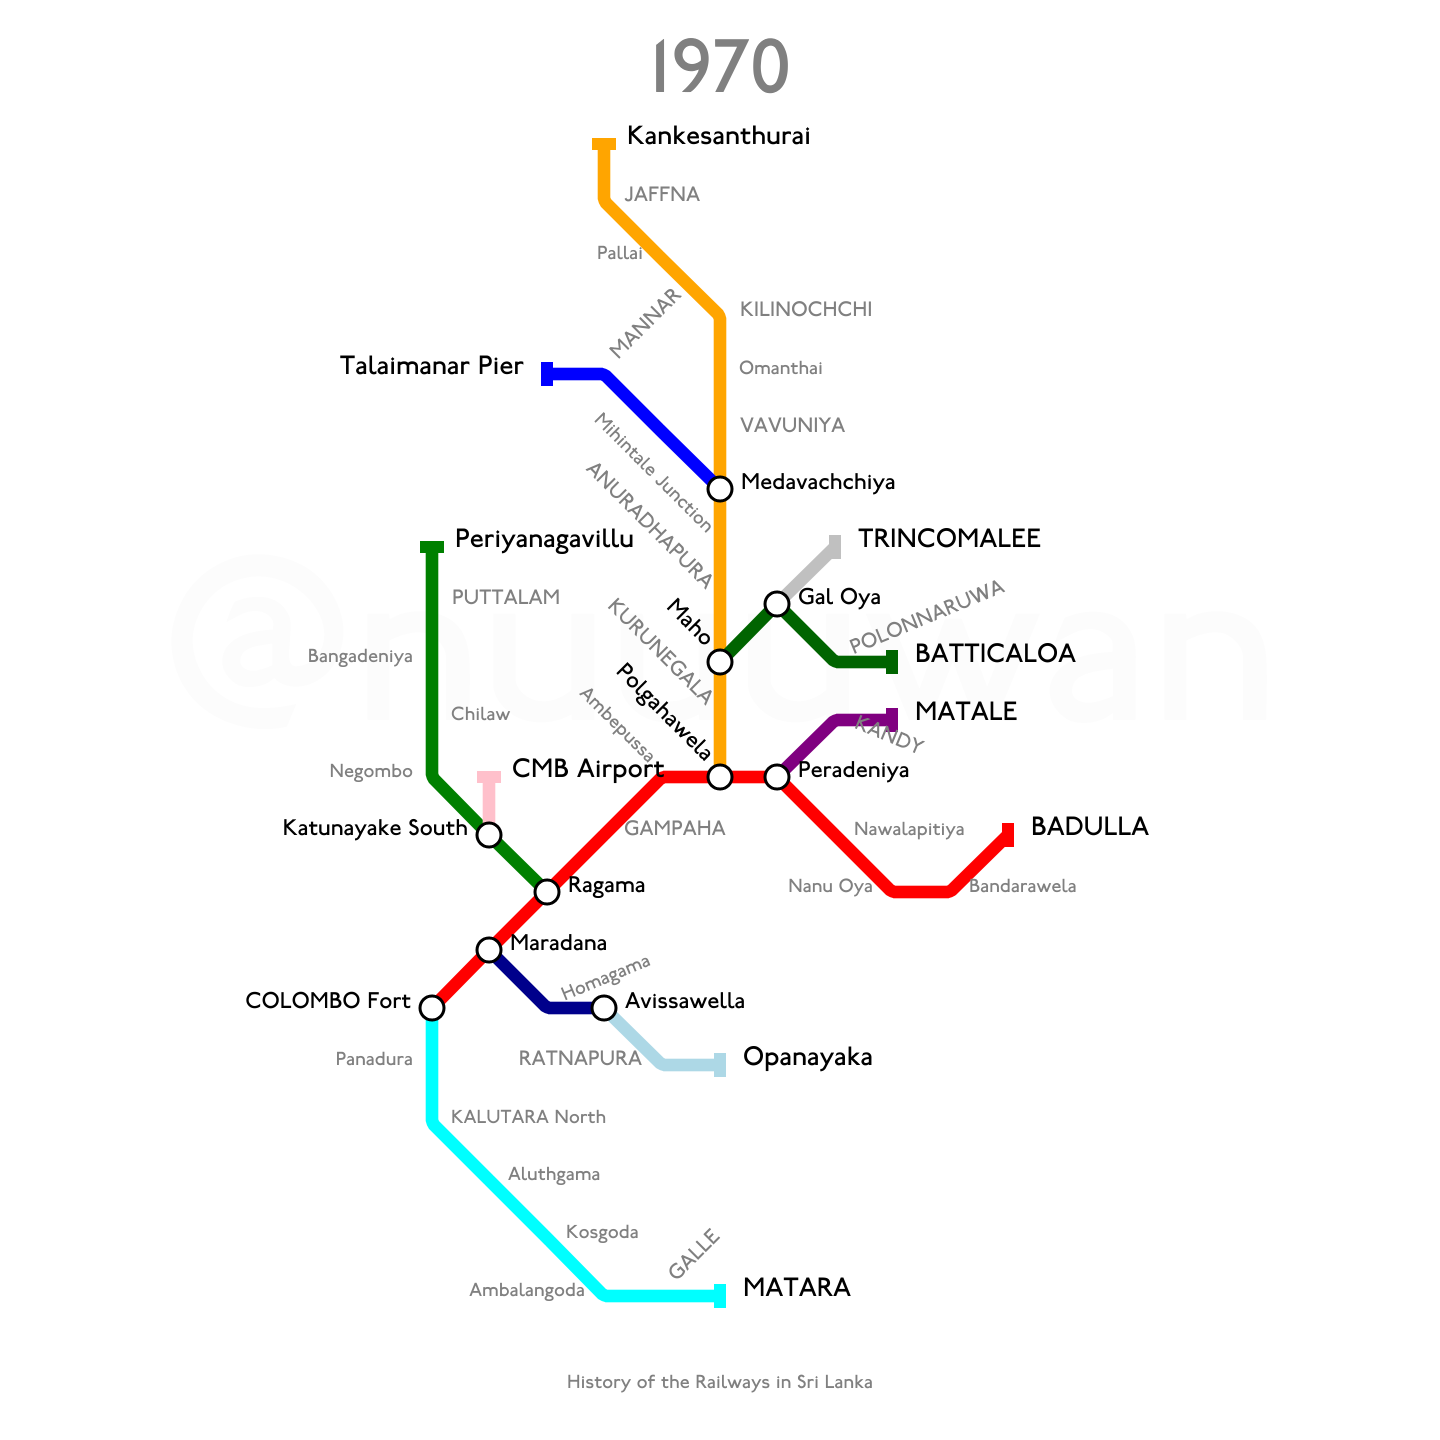 1970
Kankesanthurai
JAFFNA
Pallai
MANNAR
KILINOCHCHI
Talaimanar Pier
Omanthai
Mihintale Junction
VAVUNIYA
ANURADHAPURA
Medavachchiya
Periyanagavillu
TRINCOMALEE
PUTTALAM
Maho
Gal Oya
POLONNARUWA
KURUNEGALA
Bangadeniya
BATTICALOA
Polgahawela
Ambepussa
Chilaw
MATALE
KANDY
Negombo
CMB Airport
Peradeniya
Katunayake South
GAMPAHA
Nawalapitiya
BADULLA
Ragama
Nanu Oya
Bandarawela
Maradana
Homagama
COLOMBO Fort
Avissawella
Panadura
RATNAPURA
Opanayaka
KALUTARA North
Aluthgama
Kosgoda
GALLE
Ambalangoda
MATARA
History of the Railways in Sri Lanka